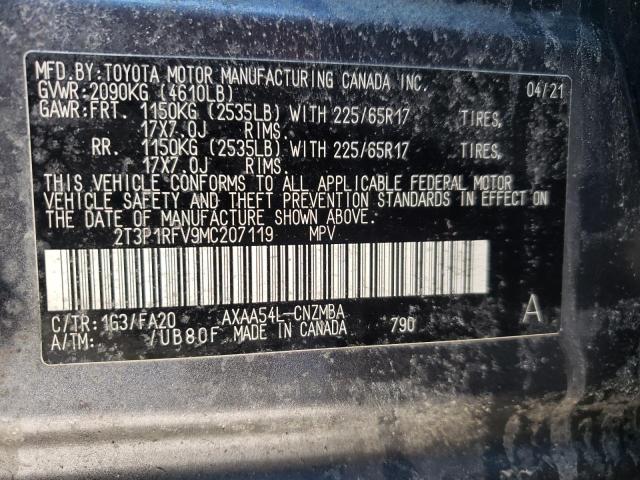 MFD.BY:TOYOTA MOTOR MANUFACTURING CANADA INC. 04/21
GVWR:2090KG (4610LB)
GAWR:FRT. 1150KG (2535LB) WITH 225/65R17 TIRES,
17X7.0J RIMS.
RR. 1150KG (2535LB) WITH 225/65R17 TIRES,
17X7.0J RIMS.
THIS VEHICLE CONFORMS TO ALL APPLICABLE FEDERAL MOTOR
VEHICLE SAFETY AND THEFT PREVENTION STANDARDS IN EFFECT ON
THE DATE OF MANUFACTURE SHOWN ABOVE.
2T3P1RFV9MC207119 MPV
C/TR:1G3/FA20 AXAA54L-CNZMBA A
A/TM: /UB80F MADE IN CANADA 790